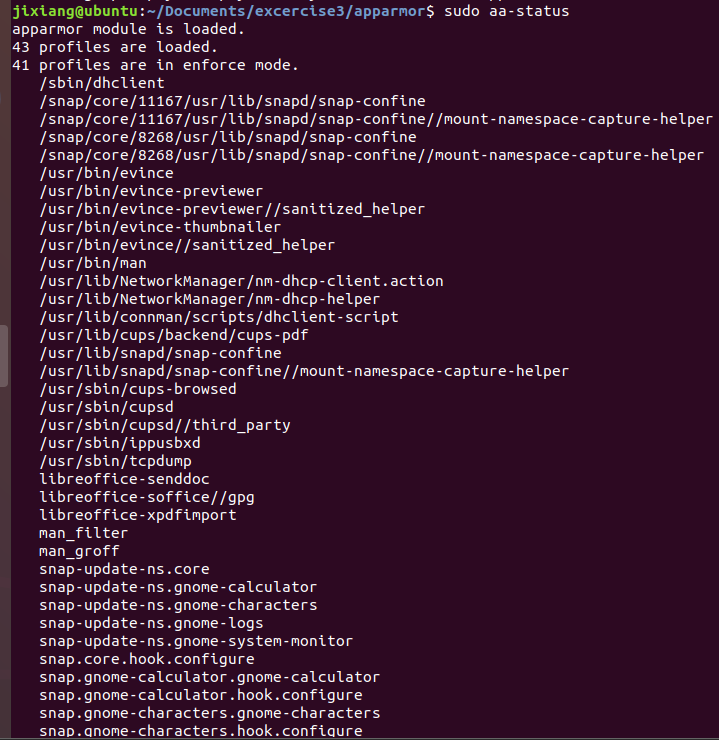 jixiang@ubuntu:~/Documents/excercise3/apparmor$ sudo aa-status
apparmor module is loaded.
43 profiles are loaded.
41 profiles are in enforce mode.
   /sbin/dhclient
   /snap/core/11167/usr/lib/snapd/snap-confine
   /snap/core/11167/usr/lib/snapd/snap-confine//mount-namespace-capture-helper
   /snap/core/8268/usr/lib/snapd/snap-confine
   /snap/core/8268/usr/lib/snapd/snap-confine//mount-namespace-capture-helper
   /usr/bin/evince
   /usr/bin/evince-previewer
   /usr/bin/evince-previewer//sanitized_helper
   /usr/bin/evince-thumbnailer
   /usr/bin/evince//sanitized_helper
   /usr/bin/man
   /usr/lib/NetworkManager/nm-dhcp-client.action
   /usr/lib/NetworkManager/nm-dhcp-helper
   /usr/lib/connman/scripts/dhclient-script
   /usr/lib/cups/backend/cups-pdf
   /usr/lib/snapd/snap-confine
   /usr/lib/snapd/snap-confine//mount-namespace-capture-helper
   /usr/sbin/cups-browsed
   /usr/sbin/cupsd
   /usr/sbin/cupsd//third_party
   /usr/sbin/ippusbxd
   /usr/sbin/tcpdump
   libreoffice-senddoc
   libreoffice-soffice//gpg
   libreoffice-xpdfimport
   man_filter
   man_groff
   snap-update-ns.core
   snap-update-ns.gnome-calculator
   snap-update-ns.gnome-characters
   snap-update-ns.gnome-logs
   snap-update-ns.gnome-system-monitor
   snap.core.hook.configure
   snap.gnome-calculator.gnome-calculator
   snap.gnome-calculator.hook.configure
   snap.gnome-characters.gnome-characters
   snap.gnome-characters.hook.configure